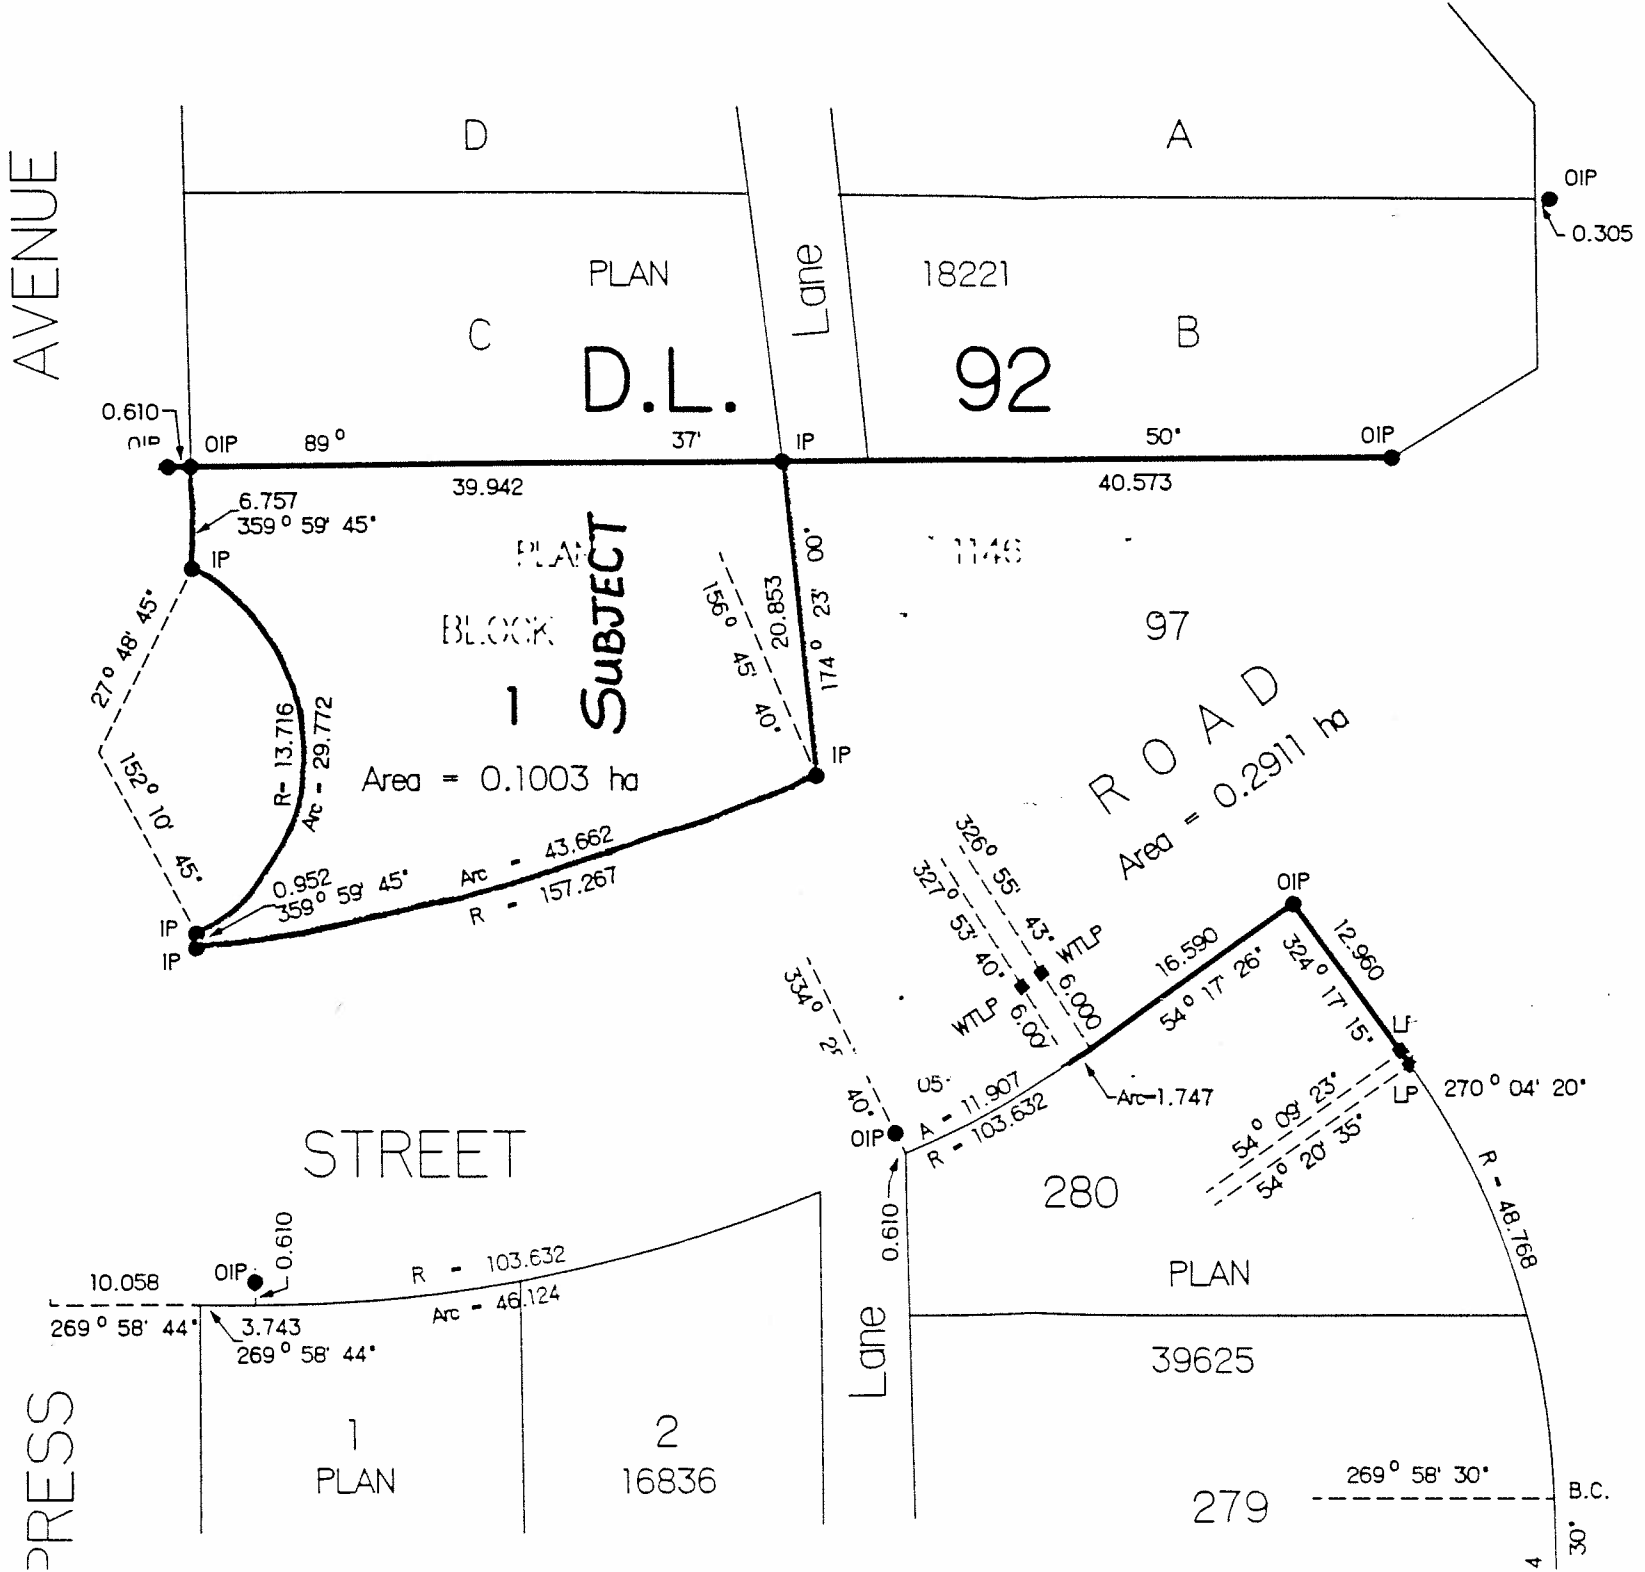 D
A
AVENUE
OIP
0.305
PLAN
18221
Lane
C
B
D.L.
92
0.610
OIP
OIP
89° 37' 50"
IP
OIP
39.942
40.573
6.757
359° 59' 45"
SUBJECT
PLAN
1146
IP
BLOCK
97
27° 48' 45"
156° 45' 40"
20.853
174° 23' 00"
1
R- 13.716
Arc - 29.772
152° 10' 45"
Area = 0.1003 ha
IP
ROAD
Area = 0.2911 ha
Arc - 43.662
R - 157.267
0.952
359° 59' 45"
IP
IP
326° 55' 43"
327° 53' 40"
WTLP
WTLP
6.000
OIP
16.590
54° 17' 26"
12.960
324° 17' 15"
334°
40"
A - 11.907
R - 103.632
Arc-1.747
LP
270° 04' 20"
54° 09' 23"
54° 20' 35"
OIP
STREET
280
0.610
R - 48.768
0.610
OIP
R - 103.632
Arc - 46.124
10.058
269° 58' 44"
3.743
269° 58' 44"
PLAN
Lane
39625
PRESS
1
2
PLAN
16836
269° 58' 30"
B.C.
279
4
30"